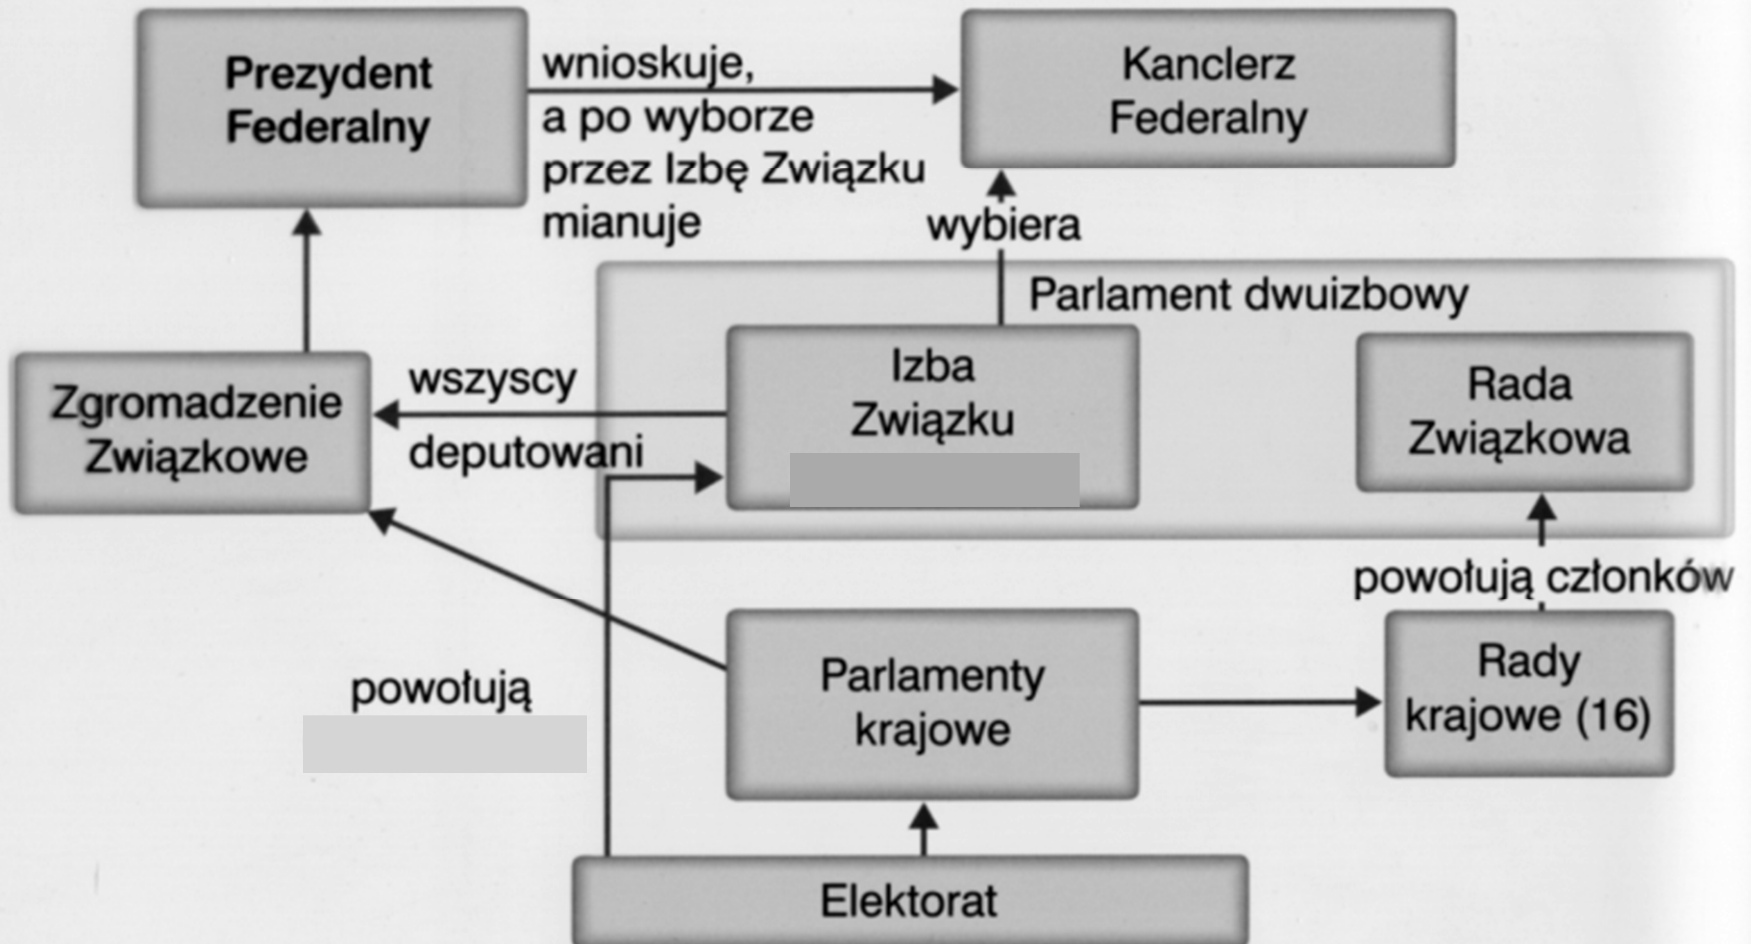 Prezydent
Federalny
wnioskuje,
a po wyborze
przez Izbę Związku
mianuje
Kanclerz
Federalny
wybiera
Parlament dwuizbowy
Zgromadzenie
Związkowe
wszyscy
deputowani
Izba
Związku
Rada
Związkowa
powołują członków
powołują
Parlamenty
krajowe
Rady
krajowe (16)
Elektorat